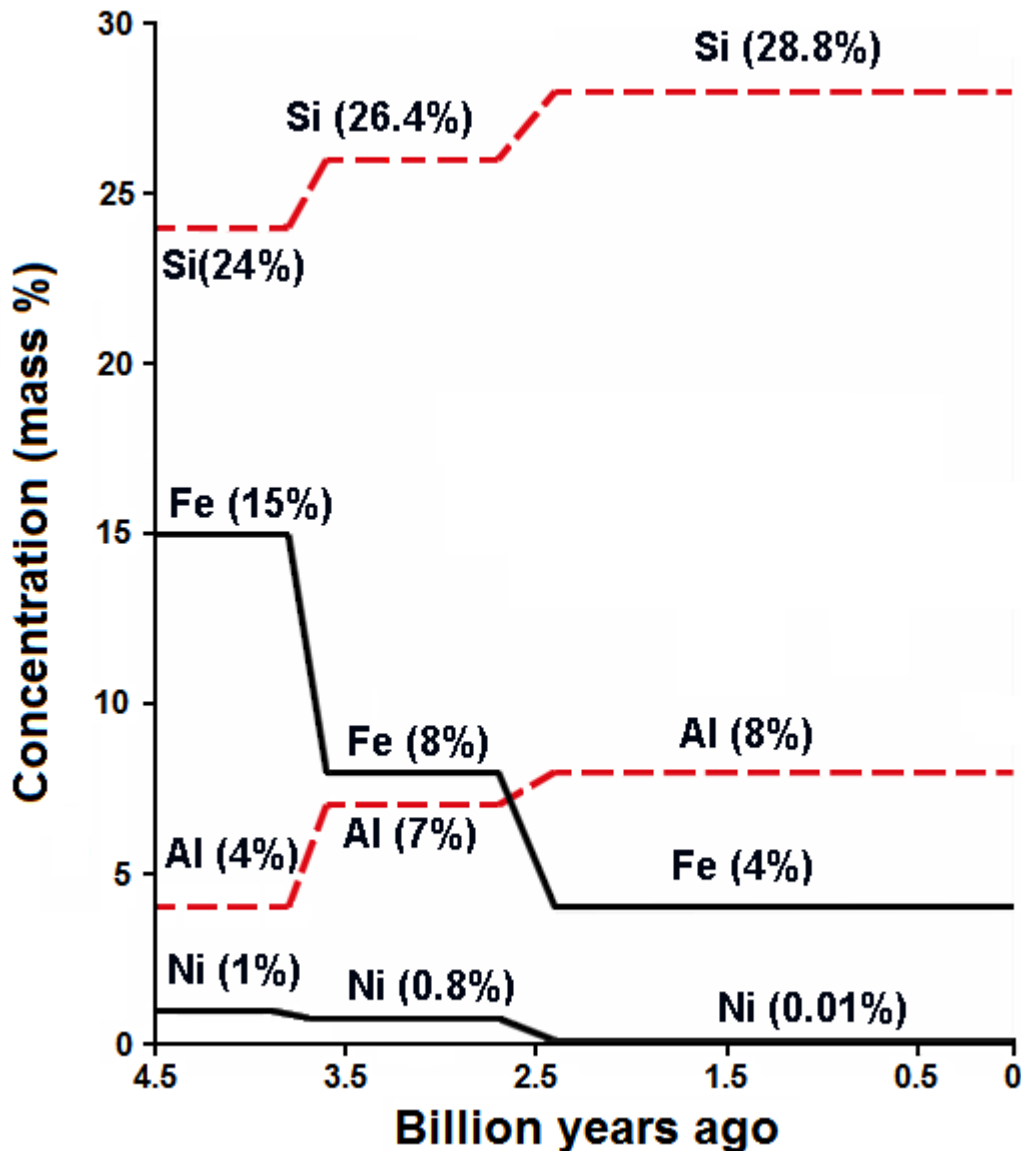 30
Si (28.8%)
Si (26.4%)
25
Si(24%)
20
Fe (15%)
15
10
Fe (8%)
Al (8%)
Al (7%)
Al (4%)
5
Fe (4%)
Ni (1%)
Ni (0.8%)
Ni (0.01%)
0
4.5 3.5 2.5 1.5 0.5 0
Billion years ago
Concentration (mass %)